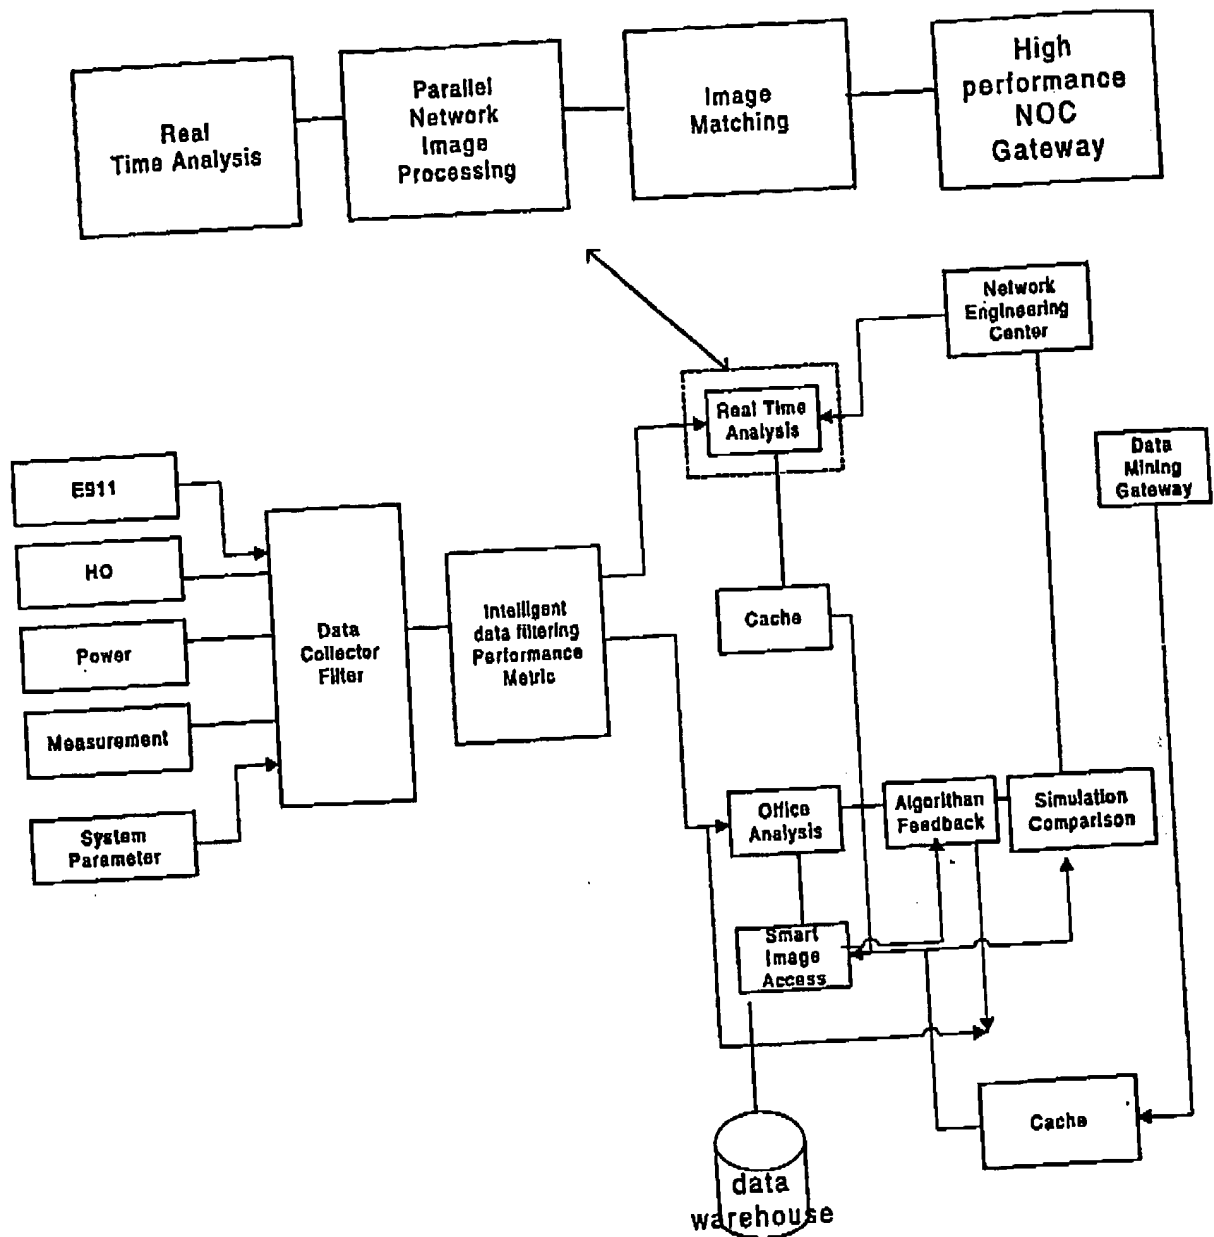 Real
Time Analysis
Parallel
Network
Image
Processing
Image
Matching
High
performance
NOC
Gateway
Network
Engineering
Center
Real Time
Analysis
Data
Mining
Gateway
E911
HO
Power
Measurement
System
Parameter
Data
Collector
Filter
Intelligent
data filtering
Performance
Metric
Cache
Office
Analysis
Algorithan
Feedback
Simulation
Comparison
Smart
Image
Access
Cache
data
warehouse